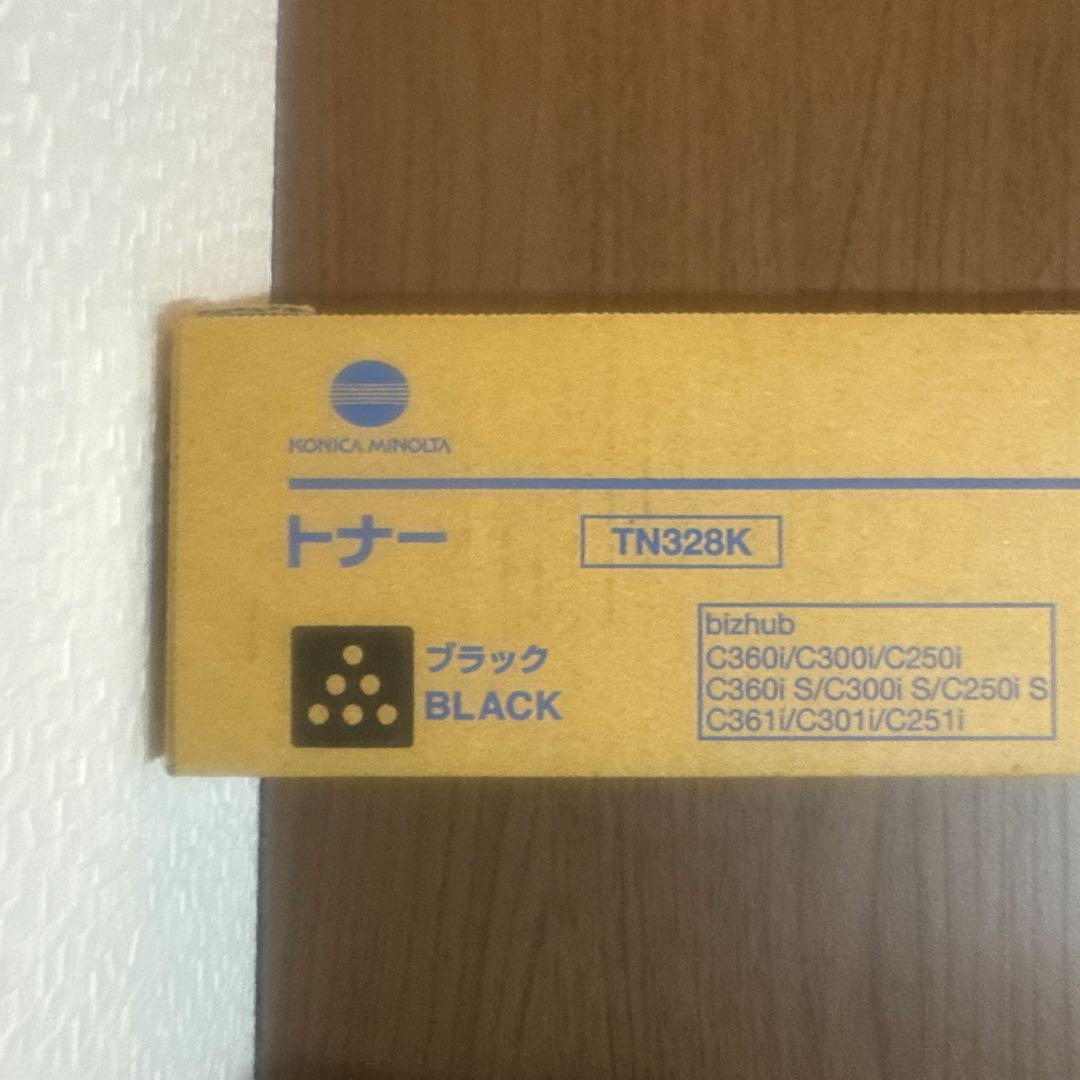 KONICA MINOLTA
トナー
TN328K
ブラック
BLACK
bizhub
C360i/C300i/C250i
C360i S/C300i S/C250i S
C361i/C301i/C251i